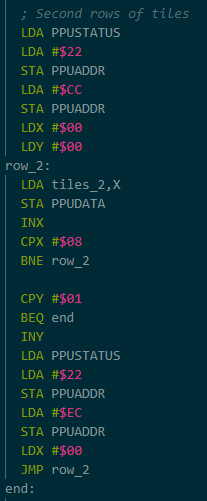 ; Second rows of tiles
LDA PPUSTATUS
LDA #$22
STA PPUADDR
LDA #$CC
STA PPUADDR
LDX #$00
LDY #$00
row_2:
LDA tiles_2,X
STA PPUDATA
INX
CPX #$08
BNE row_2
CPY #$01
BEQ end
INY
LDA PPUSTATUS
LDA #$22
STA PPUADDR
LDA #$EC
STA PPUADDR
LDX #$00
JMP row_2
end: